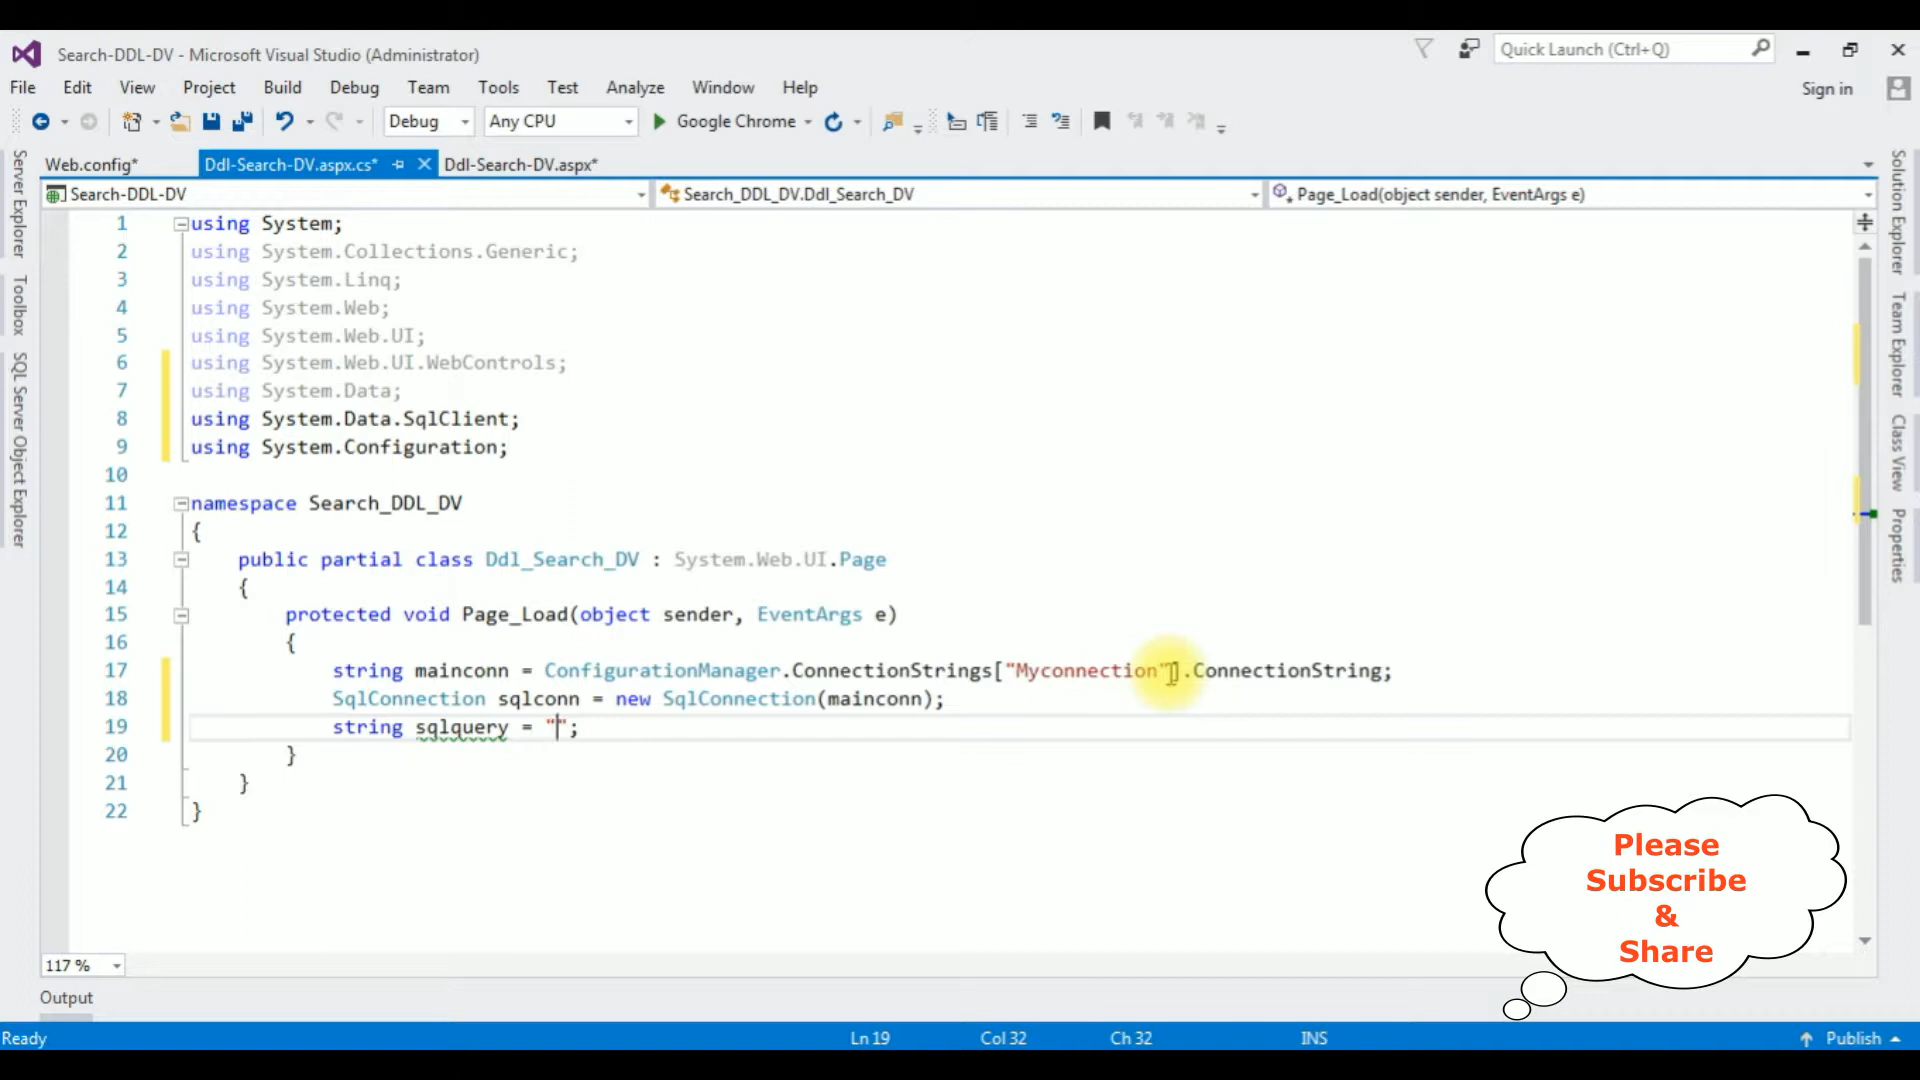 Search-DDL-DV - Microsoft Visual Studio (Administrator)
Quick Launch (Ctrl+Q)
File Edit View Project Build Debug Team Tools Test Analyze Window Help
Sign in
Debug Any CPU Google Chrome
Web.config* Ddl-Search-DV.aspx.cs* Ddl-Search-DV.aspx*
Search-DDL-DV Search_DDL_DV.Ddl_Search_DV Page_Load(object sender, EventArgs e)
Server Explorer
Toolbox
SQL Server Object Explorer
1 using System;
2 using System.Collections.Generic;
3 using System.Linq;
4 using System.Web;
5 using System.Web.UI;
6 using System.Web.UI.WebControls;
7 using System.Data;
8 using System.Data.SqlClient;
9 using System.Configuration;
10
11 namespace Search_DDL_DV
12 {
13 public partial class Ddl_Search_DV : System.Web.UI.Page
14 {
15 protected void Page_Load(object sender, EventArgs e)
16 {
17 string mainconn = ConfigurationManager.ConnectionStrings["Myconnection"].ConnectionString;
18 SqlConnection sqlconn = new SqlConnection(mainconn);
19 string sqlquery = "";
20 }
21 }
22 }
Solution Explorer
Team Explorer
Class View
Properties
Please
Subscribe
&
Share
117 %
Output
Ready Ln 19 Col 32 Ch 32 INS Publish